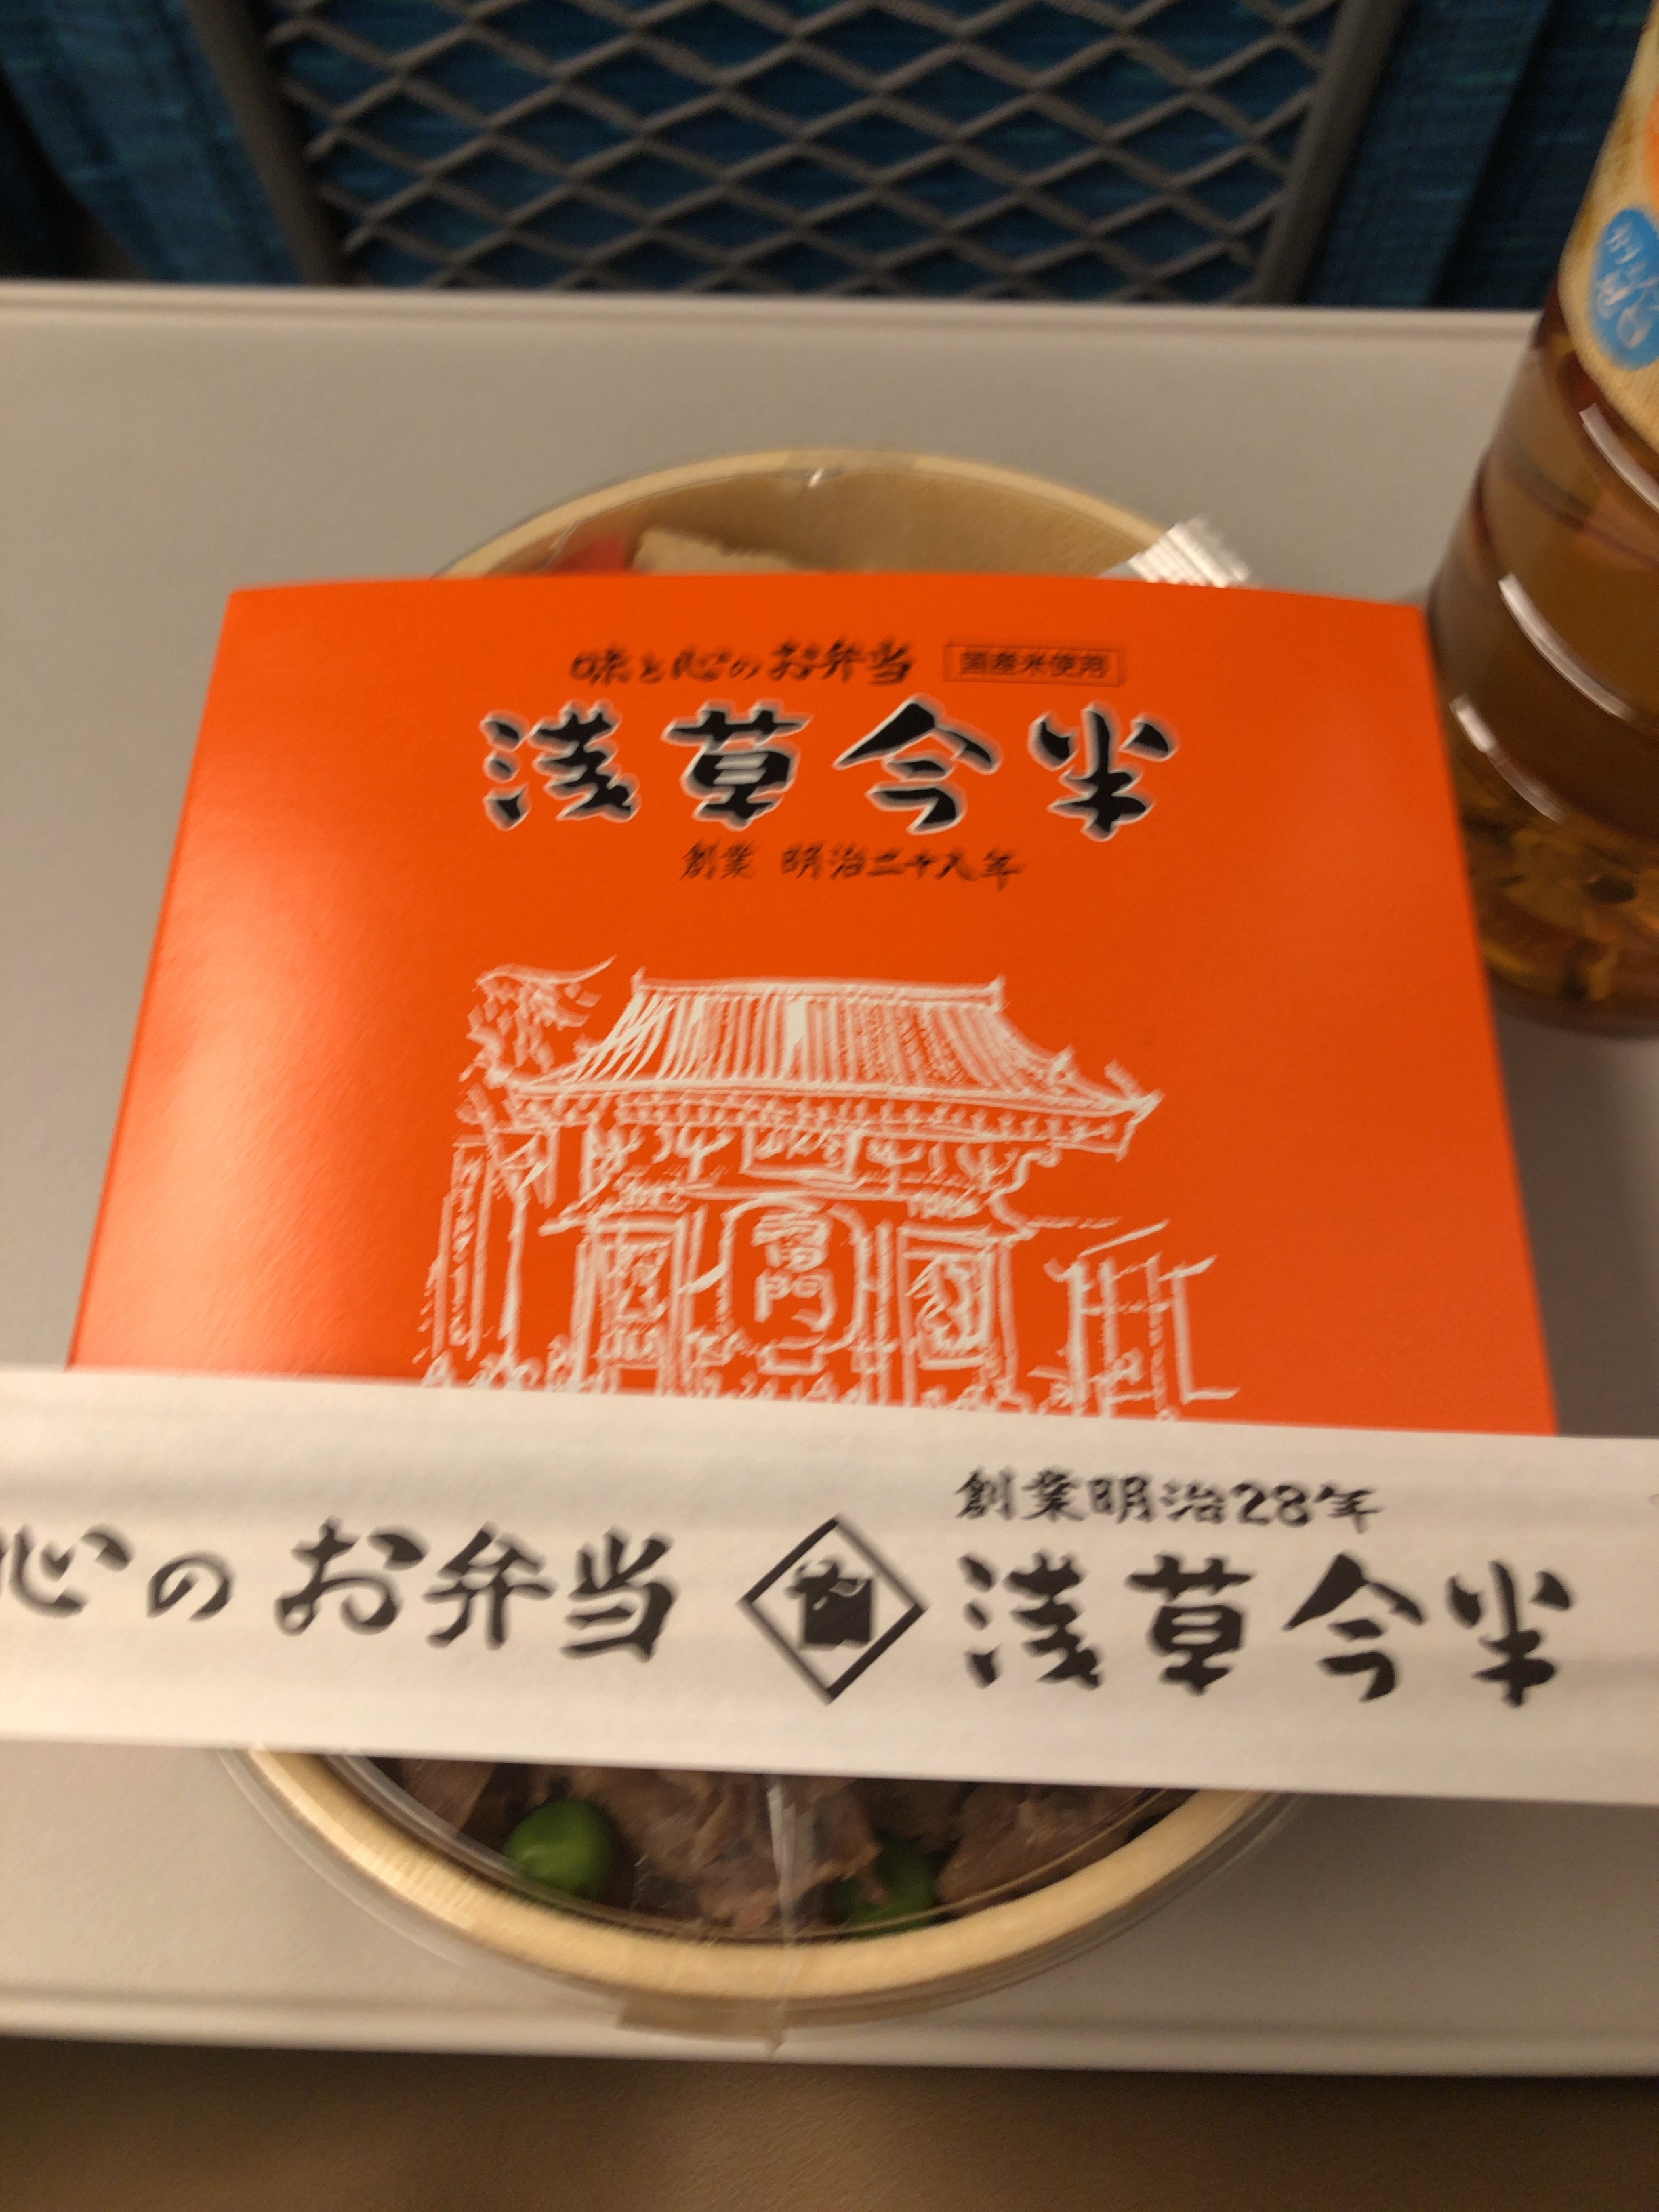 味と心のお弁当 国産米使用
浅草今半
創業 明治二十八年
雷門
心のお弁当
創業明治28年
浅草今半